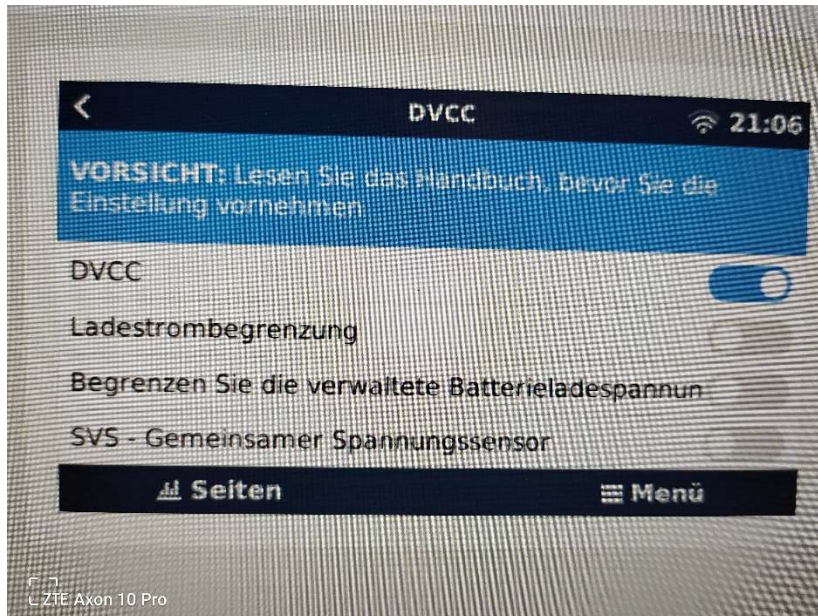 DVCC
21:06
VORSICHT: Lesen Sie das Handbuch, bevor Sie die
Einstellung vornehmen
DVCC
Ladestrombegrenzung
Begrenzen Sie die verwaltete Batterieladespannun
SVS - Gemeinsamer Spannungssensor
Seiten
Menü
ZTE Axon 10 Pro